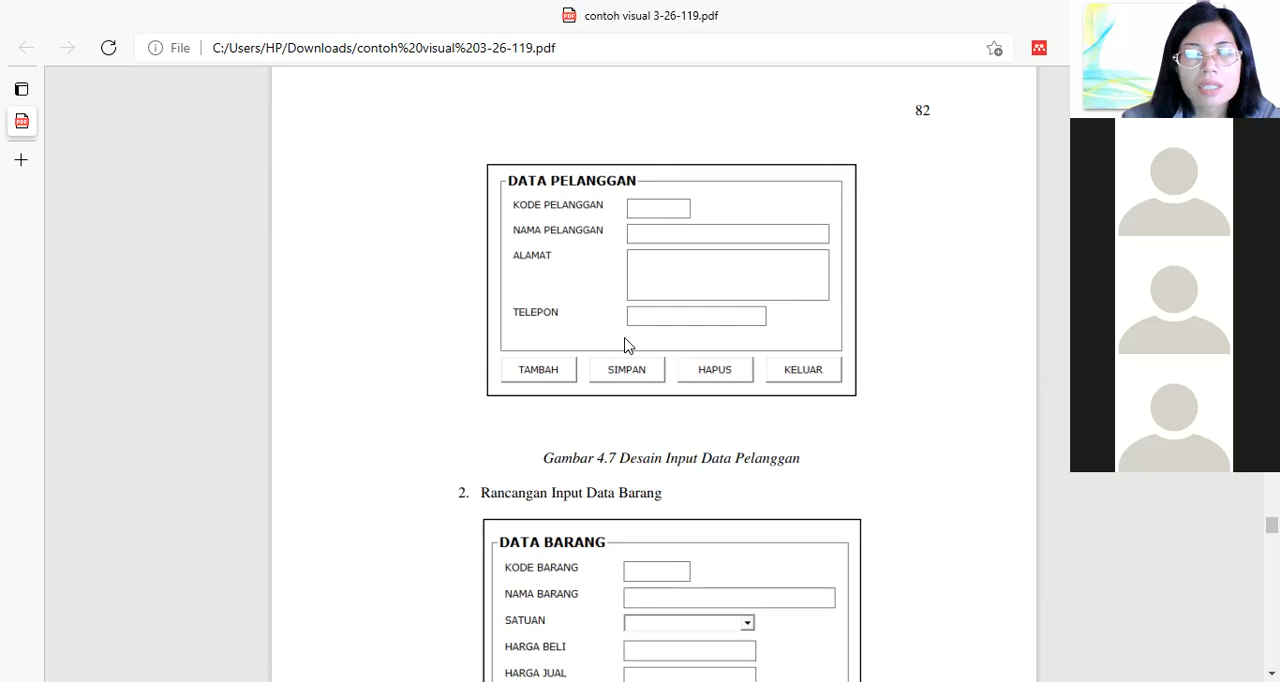 contoh visual 3-26-119.pdf
File C:/Users/HP/Downloads/contoh%20visual%203-26-119.pdf
82
DATA PELANGGAN
KODE PELANGGAN
NAMA PELANGGAN
ALAMAT
TELEPON
TAMBAH SIMPAN HAPUS KELUAR
Gambar 4.7 Desain Input Data Pelanggan
2. Rancangan Input Data Barang
DATA BARANG
KODE BARANG
NAMA BARANG
SATUAN
HARGA BELI
HARGA JUAL